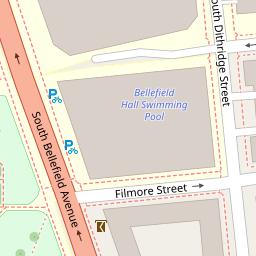 South Dithridge Street
Bellefield
Hall Swimming
Pool
South Bellefield Avenue
Filmore Street